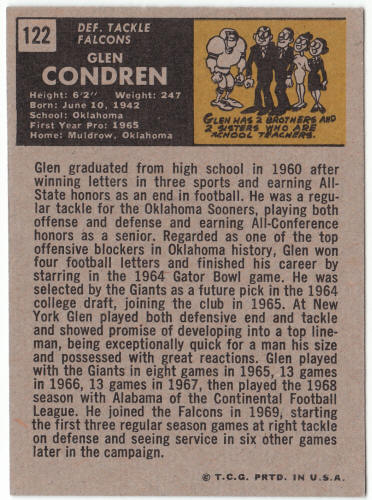 122
DEF. TACKLE
FALCONS
GLEN
CONDREN
Height: 6'2" Weight: 247
Born: June 10, 1942
School: Oklahoma
First Year Pro: 1965
Home: Muldrow, Oklahoma
GLEN HAS 2 BROTHERS AND
2 SISTERS WHO ARE
SCHOOL TEACHERS.
Glen graduated from high school in 1960 after
winning letters in three sports and earning All-
State honors as an end in football. He was a regu-
lar tackle for the Oklahoma Sooners, playing both
offense and defense and earning All-Conference
honors as a senior. Regarded as one of the top
offensive blockers in Oklahoma history, Glen won
four football letters and finished his career by
starring in the 1964 Gator Bowl game. He was
selected by the Giants as a future pick in the 1964
college draft, joining the club in 1965. At New
York Glen played both defensive end and tackle
and showed promise of developing into a top line-
man, being exceptionally quick for a man his size
and possessed with great reactions. Glen played
with the Giants in eight games in 1965, 13 games
in 1966, 13 games in 1967, then played the 1968
season with Alabama of the Continental Football
League. He joined the Falcons in 1969, starting
the first three regular season games at right tackle
on defense and seeing service in six other games
later in the campaign.
© T.C.G. PRTD. IN U.S.A.